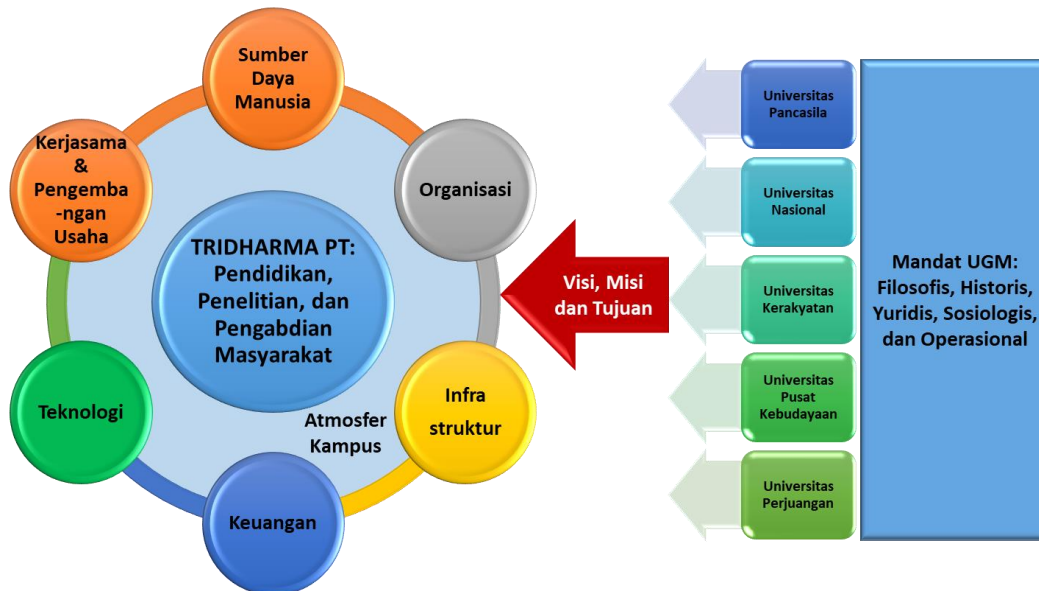 Sumber
Daya
Manusia
Kerjasama
&
Pengemba
-ngan
Usaha
Organisasi
TRIDHARMA PT:
Pendidikan,
Penelitian, dan
Pengabdian
Masyarakat
Teknologi
Atmosfer
Kampus
Infra
struktur
Keuangan
Visi, Misi
dan Tujuan
Universitas
Pancasila
Universitas
Nasional
Universitas
Kerakyatan
Universitas
Pusat
Kebudayaan
Universitas
Perjuangan
Mandat UGM:
Filosofis, Historis,
Yuridis, Sosiologis,
dan Operasional